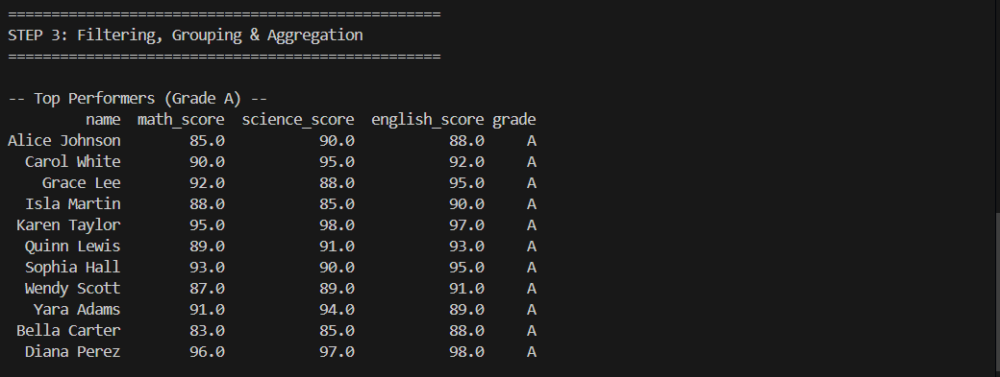 ==================================================
STEP 3: Filtering, Grouping & Aggregation
==================================================
-- Top Performers (Grade A) --
         name  math_score  science_score  english_score grade
Alice Johnson        85.0           90.0           88.0     A
  Carol White        90.0           95.0           92.0     A
    Grace Lee        92.0           88.0           95.0     A
  Isla Martin        88.0           85.0           90.0     A
 Karen Taylor        95.0           98.0           97.0     A
  Quinn Lewis        89.0           91.0           93.0     A
  Sophia Hall        93.0           90.0           95.0     A
  Wendy Scott        87.0           89.0           91.0     A
   Yara Adams        91.0           94.0           89.0     A
 Bella Carter        83.0           85.0           88.0     A
  Diana Perez        96.0           97.0           98.0     A